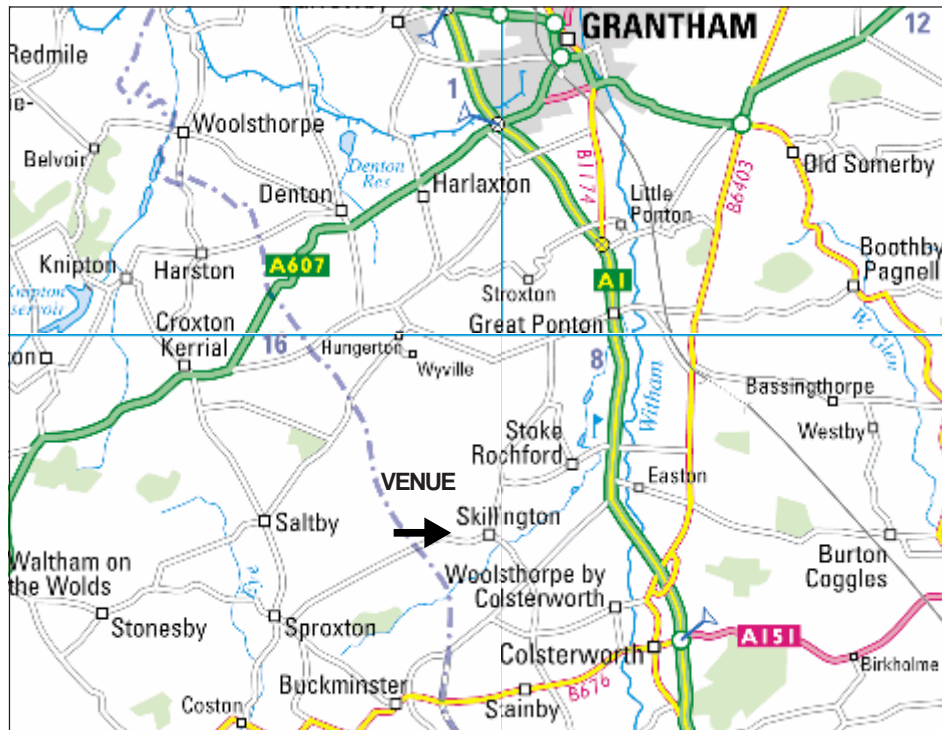 GRANTHAM
12
Redmile
1
Woolsthorpe
B1174
B6403
Belvoir
Denton
Res
Old Somerby
Denton
Harlaxton
Little
Ponton
Knipton
Harston
A607
A1
Boothby
Pagnell
Stroxton
Knipton
Croxton
Kerrial
Great Ponton
W. Glen
16
Hungerton
Wyville
8
Witham
Bassingthorpe
Westby
Stoke
Rochford
VENUE
Easton
Saltby
Skillington
Waltham on
the Wolds
Eye
Burton
Coggles
Woolsthorpe by
Colsterworth
Stonesby
Sproxton
Colsterworth
A151
Birkholme
Buckminster
B676
Stainby
Coston